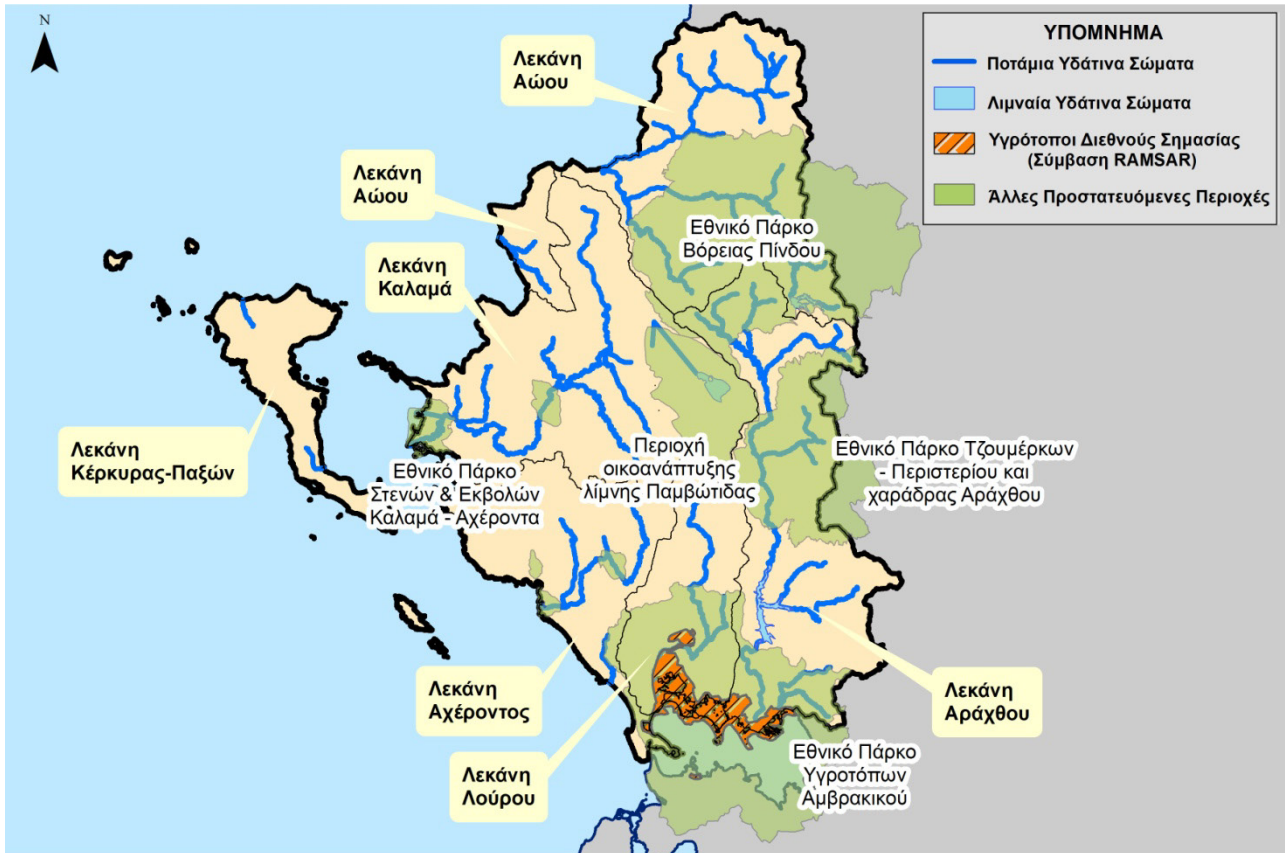 N
Λεκάνη
Αώου
Λεκάνη
Αώου
Λεκάνη
Καλαμά
Λεκάνη
Κέρκυρας-Παξών
Εθνικό Πάρκο
Βόρειας Πίνδου
Εθνικό Πάρκο
Στενών & Εκβολών
Καλαμά - Αχέροντα
Περιοχή
οικοανάπτυξης
λίμνης Παμβώτιδας
Εθνικό Πάρκο Τζουμέρκων
- Περιστερίου και
χαράδρας Αράχθου
Λεκάνη
Αχέροντος
Λεκάνη
Λούρου
Λεκάνη
Αράχθου
Εθνικό Πάρκο
Υγροτόπων
Αμβρακικού
ΥΠΟΜΝΗΜΑ
Ποτάμια Υδάτινα Σώματα
Λιμναία Υδάτινα Σώματα
Υγρότοποι Διεθνούς Σημασίας
(Σύμβαση RAMSAR)
Άλλες Προστατευόμενες Περιοχές